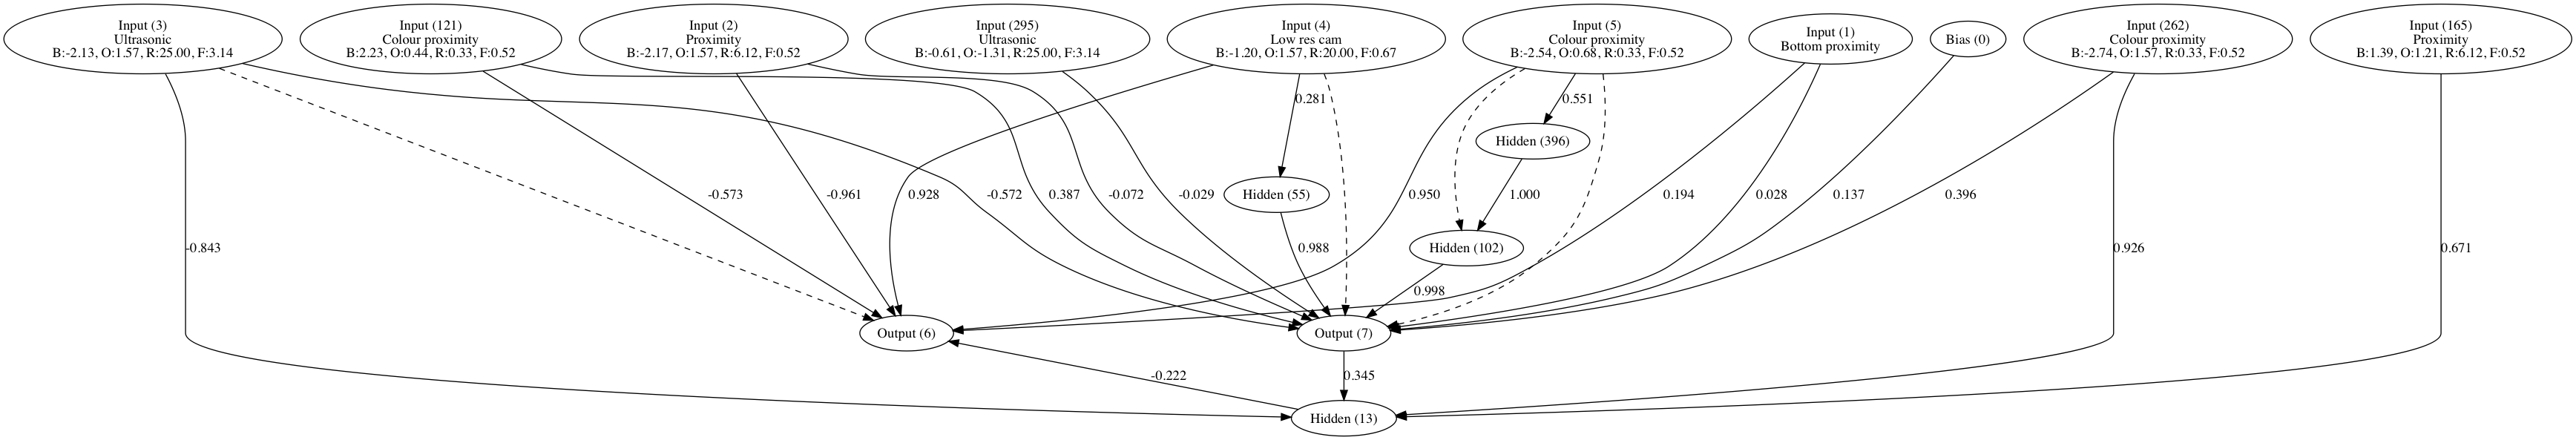 Input (3)
Ultrasonic
B:-2.13, O:1.57, R:25.00, F:3.14
Input (121)
Colour proximity
B:2.23, O:0.44, R:0.33, F:0.52
Input (2)
Proximity
B:-2.17, O:1.57, R:6.12, F:0.52
Input (295)
Ultrasonic
B:-0.61, O:-1.31, R:25.00, F:3.14
Input (4)
Low res cam
B:-1.20, O:1.57, R:20.00, F:0.67
Input (5)
Colour proximity
B:-2.54, O:0.68, R:0.33, F:0.52
Input (1)
Bottom proximity
Bias (0)
Input (262)
Colour proximity
B:-2.74, O:1.57, R:0.33, F:0.52
Input (165)
Proximity
B:1.39, O:1.21, R:6.12, F:0.52
0.281
0.551
Hidden (396)
-0.573
-0.961
0.928
-0.572
0.387
-0.072
-0.029
Hidden (55)
0.950
1.000
0.194
0.028
0.137
0.396
-0.843
0.988
Hidden (102)
0.926
0.671
0.998
Output (6)
Output (7)
-0.222
0.345
Hidden (13)